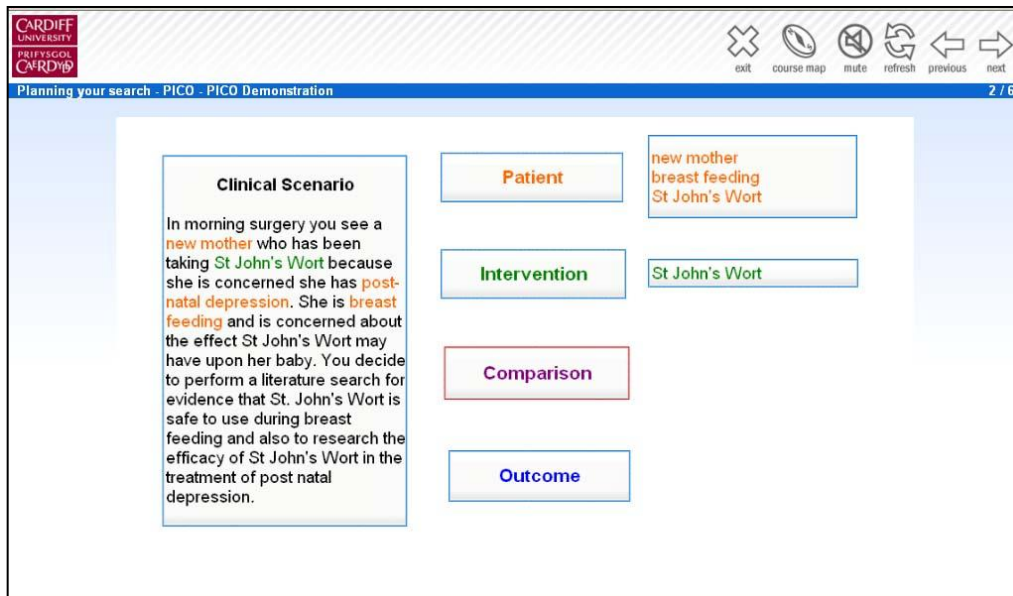 CARDIFF
UNIVERSITY
PRIFYSGOL
CAERDYDD
exit
course map
mute
refresh
previous
next
Planning your search - PICO - PICO Demonstration
2 / 6
Clinical Scenario
In morning surgery you see a
new mother who has been
taking St John's Wort because
she is concerned she has post-
natal depression. She is breast
feeding and is concerned about
the effect St John's Wort may
have upon her baby. You decide
to perform a literature search for
evidence that St. John's Wort is
safe to use during breast
feeding and also to research the
efficacy of St John's Wort in the
treatment of post natal
depression.
Patient
new mother
breast feeding
St John's Wort
Intervention
St John's Wort
Comparison
Outcome